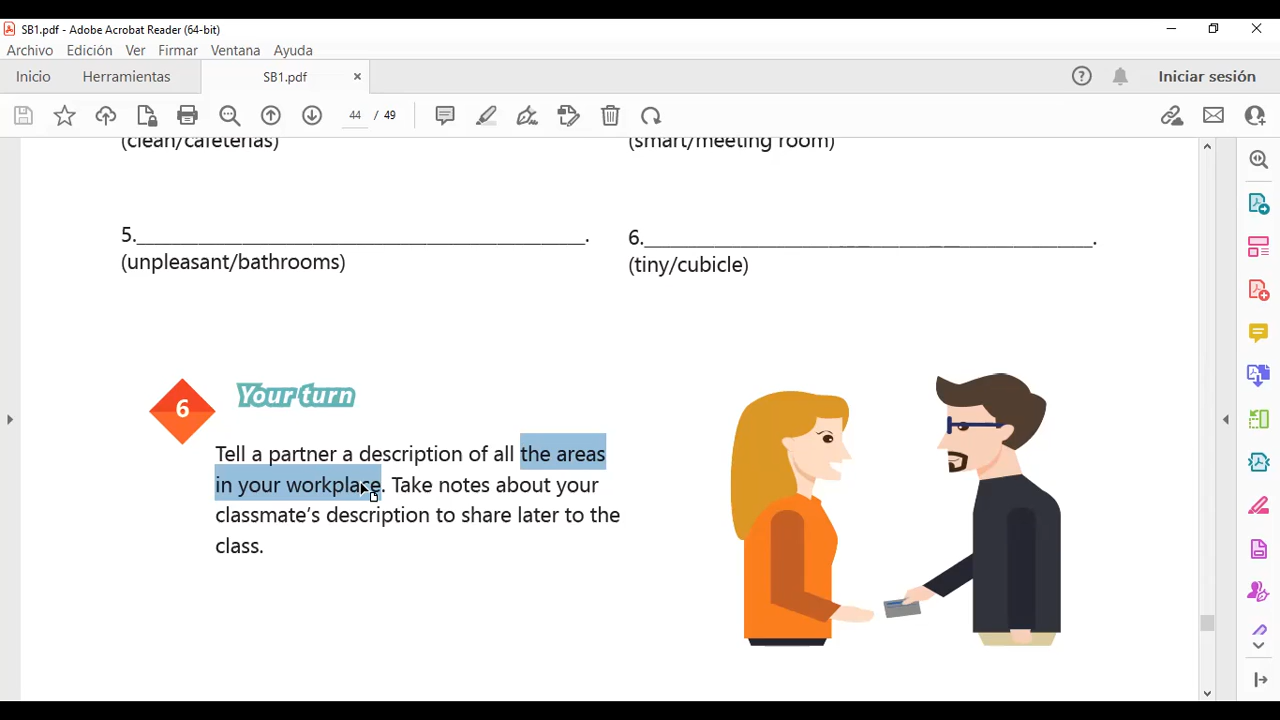 SB1.pdf - Adobe Acrobat Reader (64-bit)
Archivo Edición Ver Firmar Ventana Ayuda
Inicio Herramientas SB1.pdf × Iniciar sesión
44 / 49
(clean/cafeterias) (smart/meeting room)
5.________________________________________. 6.________________________________________.
(unpleasant/bathrooms) (tiny/cubicle)
6 Your turn
Tell a partner a description of all the areas
in your workplace. Take notes about your
classmate's description to share later to the
class.